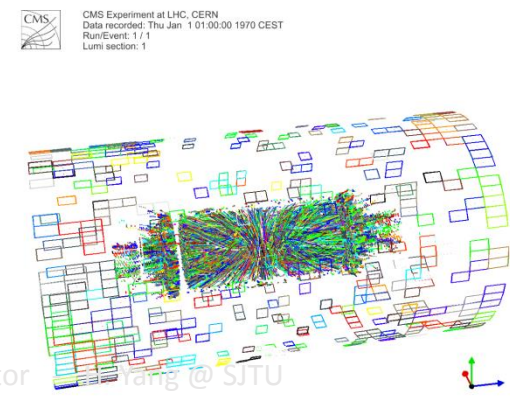 CMS
CMS Experiment at LHC, CERN
Data recorded: Thu Jan  1 01:00:00 1970 CEST
Run/Event: 1 / 1
Lumi section: 1
Yang @ SJTU